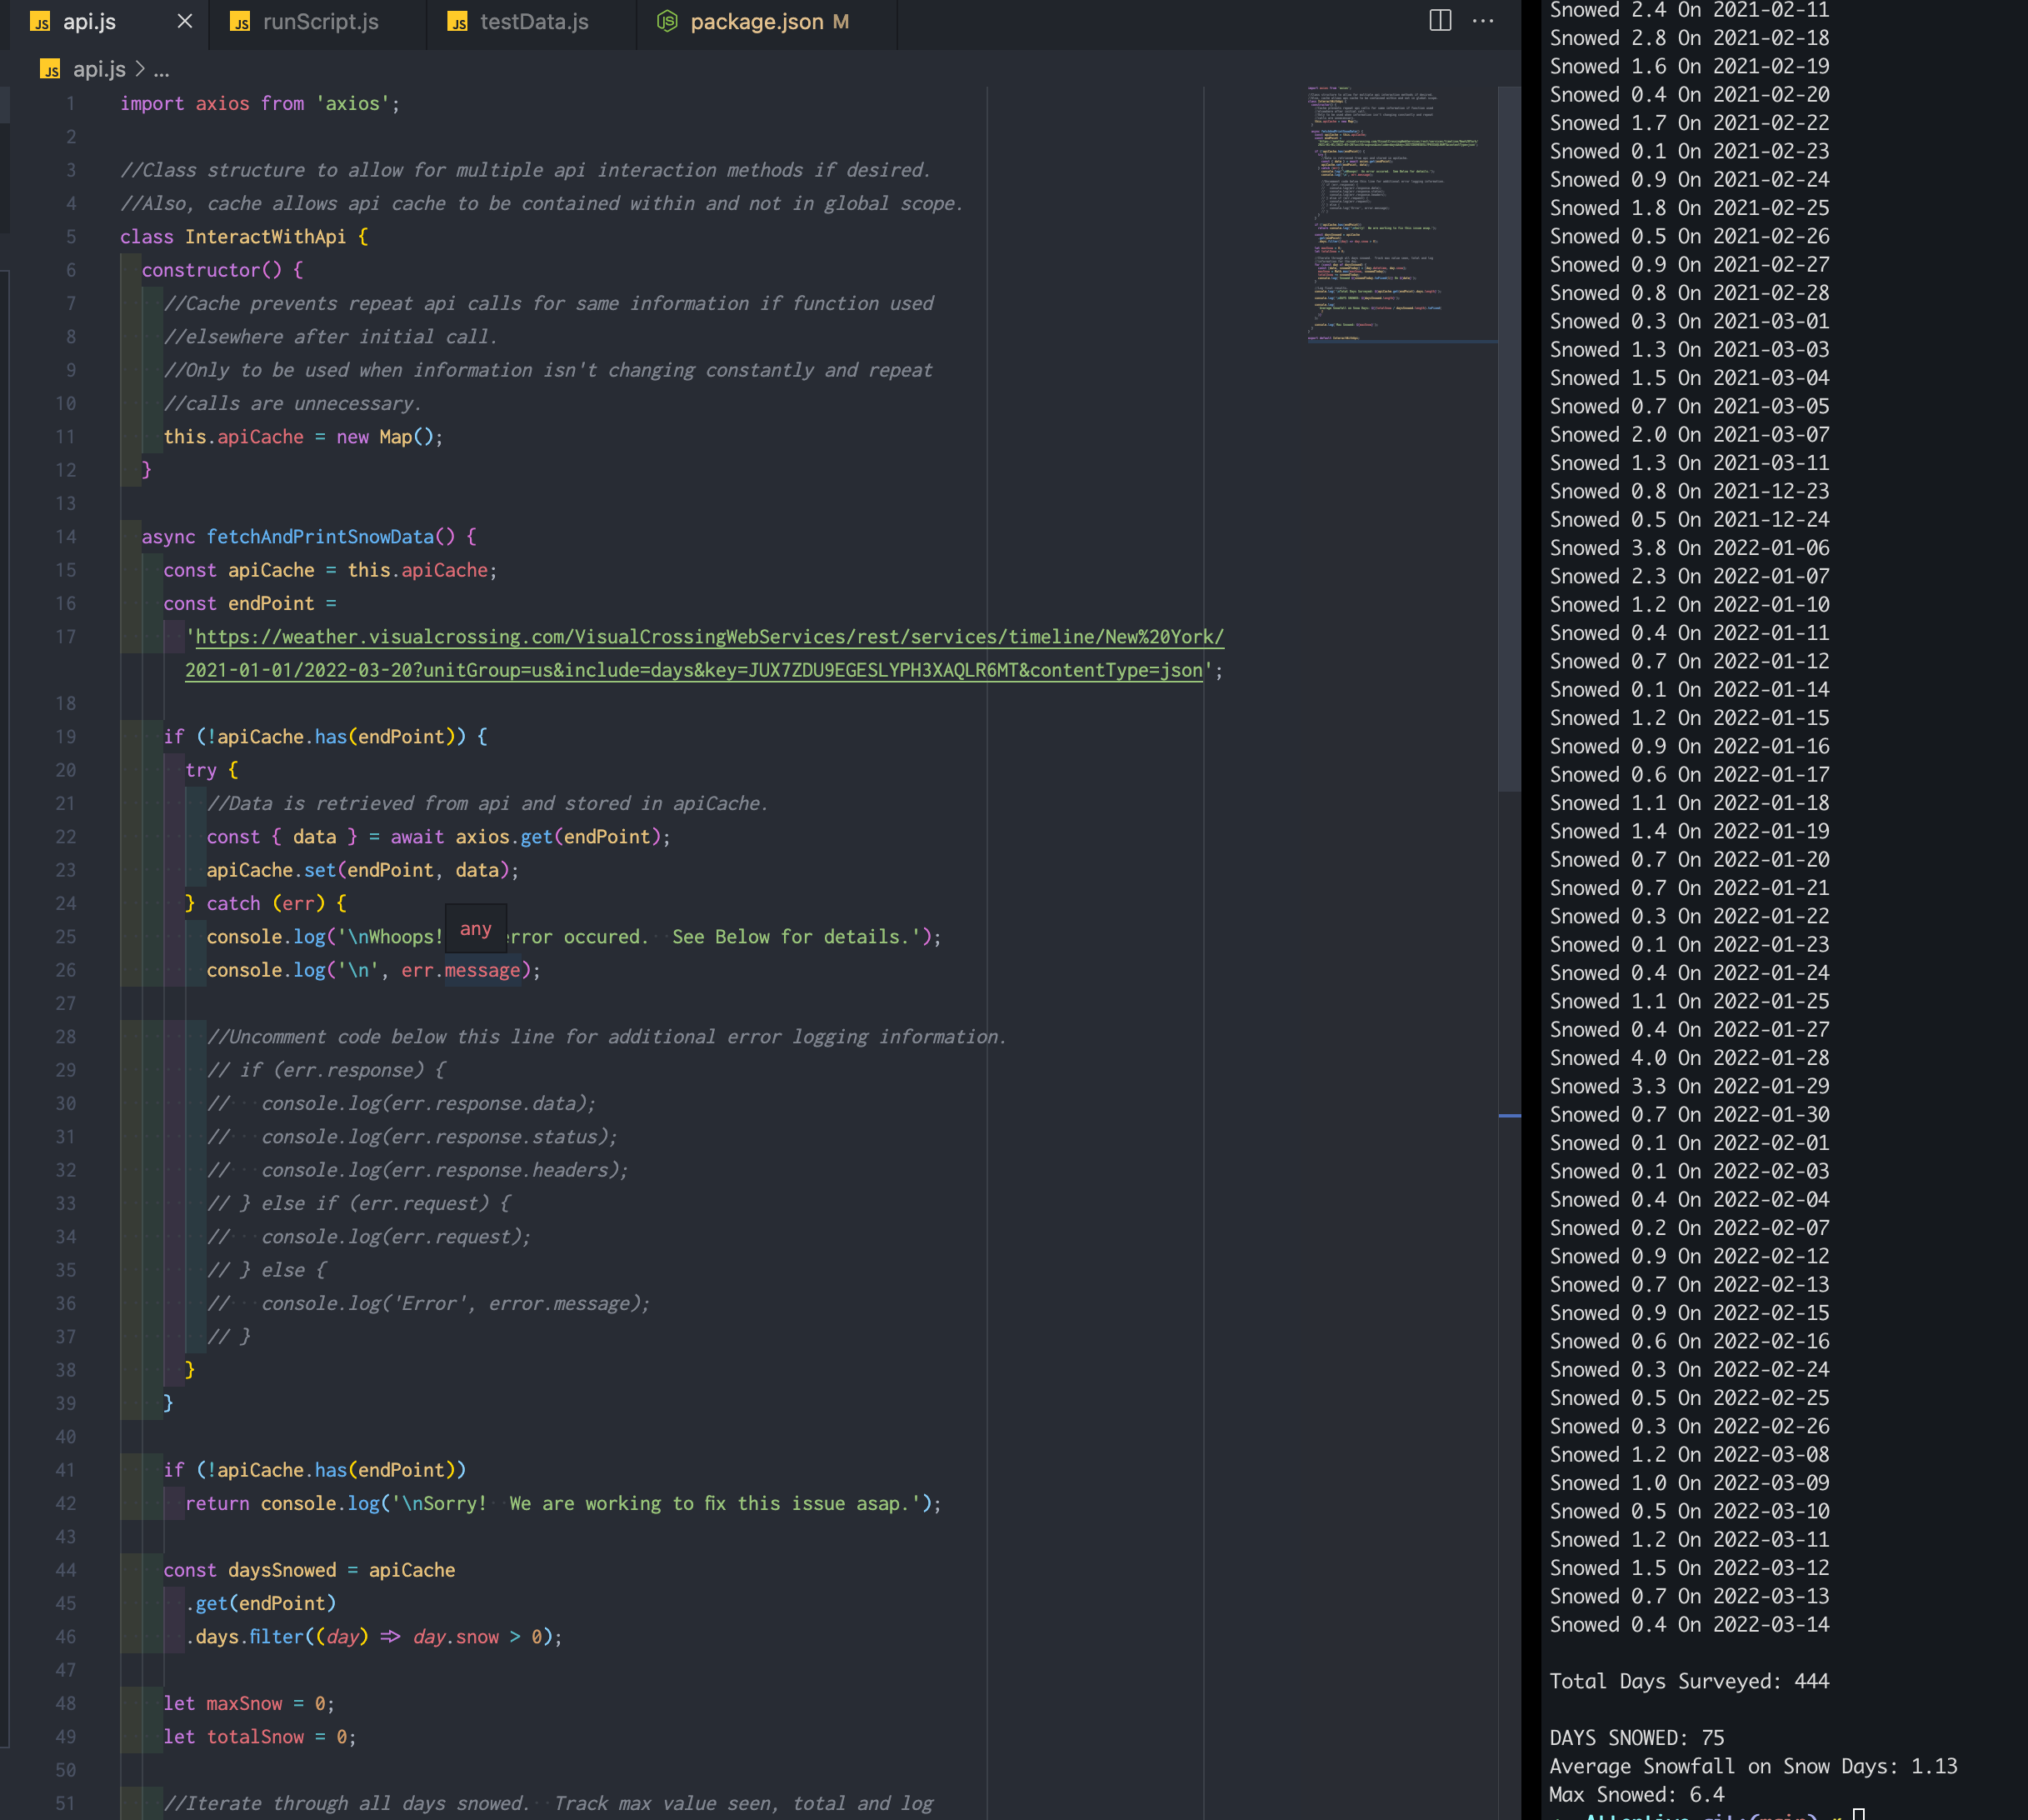 api.js
runScript.js
testData.js
package.json M
api.js > ...
1 import axios from 'axios';
2
3 //Class structure to allow for multiple api interaction methods if desired.
4 //Also, cache allows api cache to be contained within and not in global scope.
5 class InteractWithApi {
6 constructor() {
7 //Cache prevents repeat api calls for same information if function used
8 //elsewhere after initial call.
9 //Only to be used when information isn't changing constantly and repeat
10 //calls are unnecessary.
11 this.apiCache = new Map();
12 }
13
14 async fetchAndPrintSnowData() {
15 const apiCache = this.apiCache;
16 const endPoint =
17 'https://weather.visualcrossing.com/VisualCrossingWebServices/rest/services/timeline/New%20York/
2021-01-01/2022-03-20?unitGroup=us&include=days&key=JUX7ZDU9EGESLYPH3XAQLR6MT&contentType=json';
18
19 if (!apiCache.has(endPoint)) {
20 try {
21 //Data is retrieved from api and stored in apiCache.
22 const { data } = await axios.get(endPoint);
23 apiCache.set(endPoint, data);
24 } catch (err) {
any
25 console.log('\nWhoops! rror occured.  See Below for details.');
26 console.log('\n', err.message);
27
28 //Uncomment code below this line for additional error logging information.
29 // if (err.response) {
30 //   console.log(err.response.data);
31 //   console.log(err.response.status);
32 //   console.log(err.response.headers);
33 // } else if (err.request) {
34 //   console.log(err.request);
35 // } else {
36 //   console.log('Error', error.message);
37 // }
38 }
39 }
40
41 if (!apiCache.has(endPoint))
42 return console.log('\nSorry!  We are working to fix this issue asap.');
43
44 const daysSnowed = apiCache
45 .get(endPoint)
46 .days.filter((day) => day.snow > 0);
47
48 let maxSnow = 0;
49 let totalSnow = 0;
50
51 //Iterate through all days snowed.  Track max value seen, total and log
Snowed 2.4 On 2021-02-11
Snowed 2.8 On 2021-02-18
Snowed 1.6 On 2021-02-19
Snowed 0.4 On 2021-02-20
Snowed 1.7 On 2021-02-22
Snowed 0.1 On 2021-02-23
Snowed 0.9 On 2021-02-24
Snowed 1.8 On 2021-02-25
Snowed 0.5 On 2021-02-26
Snowed 0.9 On 2021-02-27
Snowed 0.8 On 2021-02-28
Snowed 0.3 On 2021-03-01
Snowed 1.3 On 2021-03-03
Snowed 1.5 On 2021-03-04
Snowed 0.7 On 2021-03-05
Snowed 2.0 On 2021-03-07
Snowed 1.3 On 2021-03-11
Snowed 0.8 On 2021-12-23
Snowed 0.5 On 2021-12-24
Snowed 3.8 On 2022-01-06
Snowed 2.3 On 2022-01-07
Snowed 1.2 On 2022-01-10
Snowed 0.4 On 2022-01-11
Snowed 0.7 On 2022-01-12
Snowed 0.1 On 2022-01-14
Snowed 1.2 On 2022-01-15
Snowed 0.9 On 2022-01-16
Snowed 0.6 On 2022-01-17
Snowed 1.1 On 2022-01-18
Snowed 1.4 On 2022-01-19
Snowed 0.7 On 2022-01-20
Snowed 0.7 On 2022-01-21
Snowed 0.3 On 2022-01-22
Snowed 0.1 On 2022-01-23
Snowed 0.4 On 2022-01-24
Snowed 1.1 On 2022-01-25
Snowed 0.4 On 2022-01-27
Snowed 4.0 On 2022-01-28
Snowed 3.3 On 2022-01-29
Snowed 0.7 On 2022-01-30
Snowed 0.1 On 2022-02-01
Snowed 0.1 On 2022-02-03
Snowed 0.4 On 2022-02-04
Snowed 0.2 On 2022-02-07
Snowed 0.9 On 2022-02-12
Snowed 0.7 On 2022-02-13
Snowed 0.9 On 2022-02-15
Snowed 0.6 On 2022-02-16
Snowed 0.3 On 2022-02-24
Snowed 0.5 On 2022-02-25
Snowed 0.3 On 2022-02-26
Snowed 1.2 On 2022-03-08
Snowed 1.0 On 2022-03-09
Snowed 0.5 On 2022-03-10
Snowed 1.2 On 2022-03-11
Snowed 1.5 On 2022-03-12
Snowed 0.7 On 2022-03-13
Snowed 0.4 On 2022-03-14
Total Days Surveyed: 444
DAYS SNOWED: 75
Average Snowfall on Snow Days: 1.13
Max Snowed: 6.4